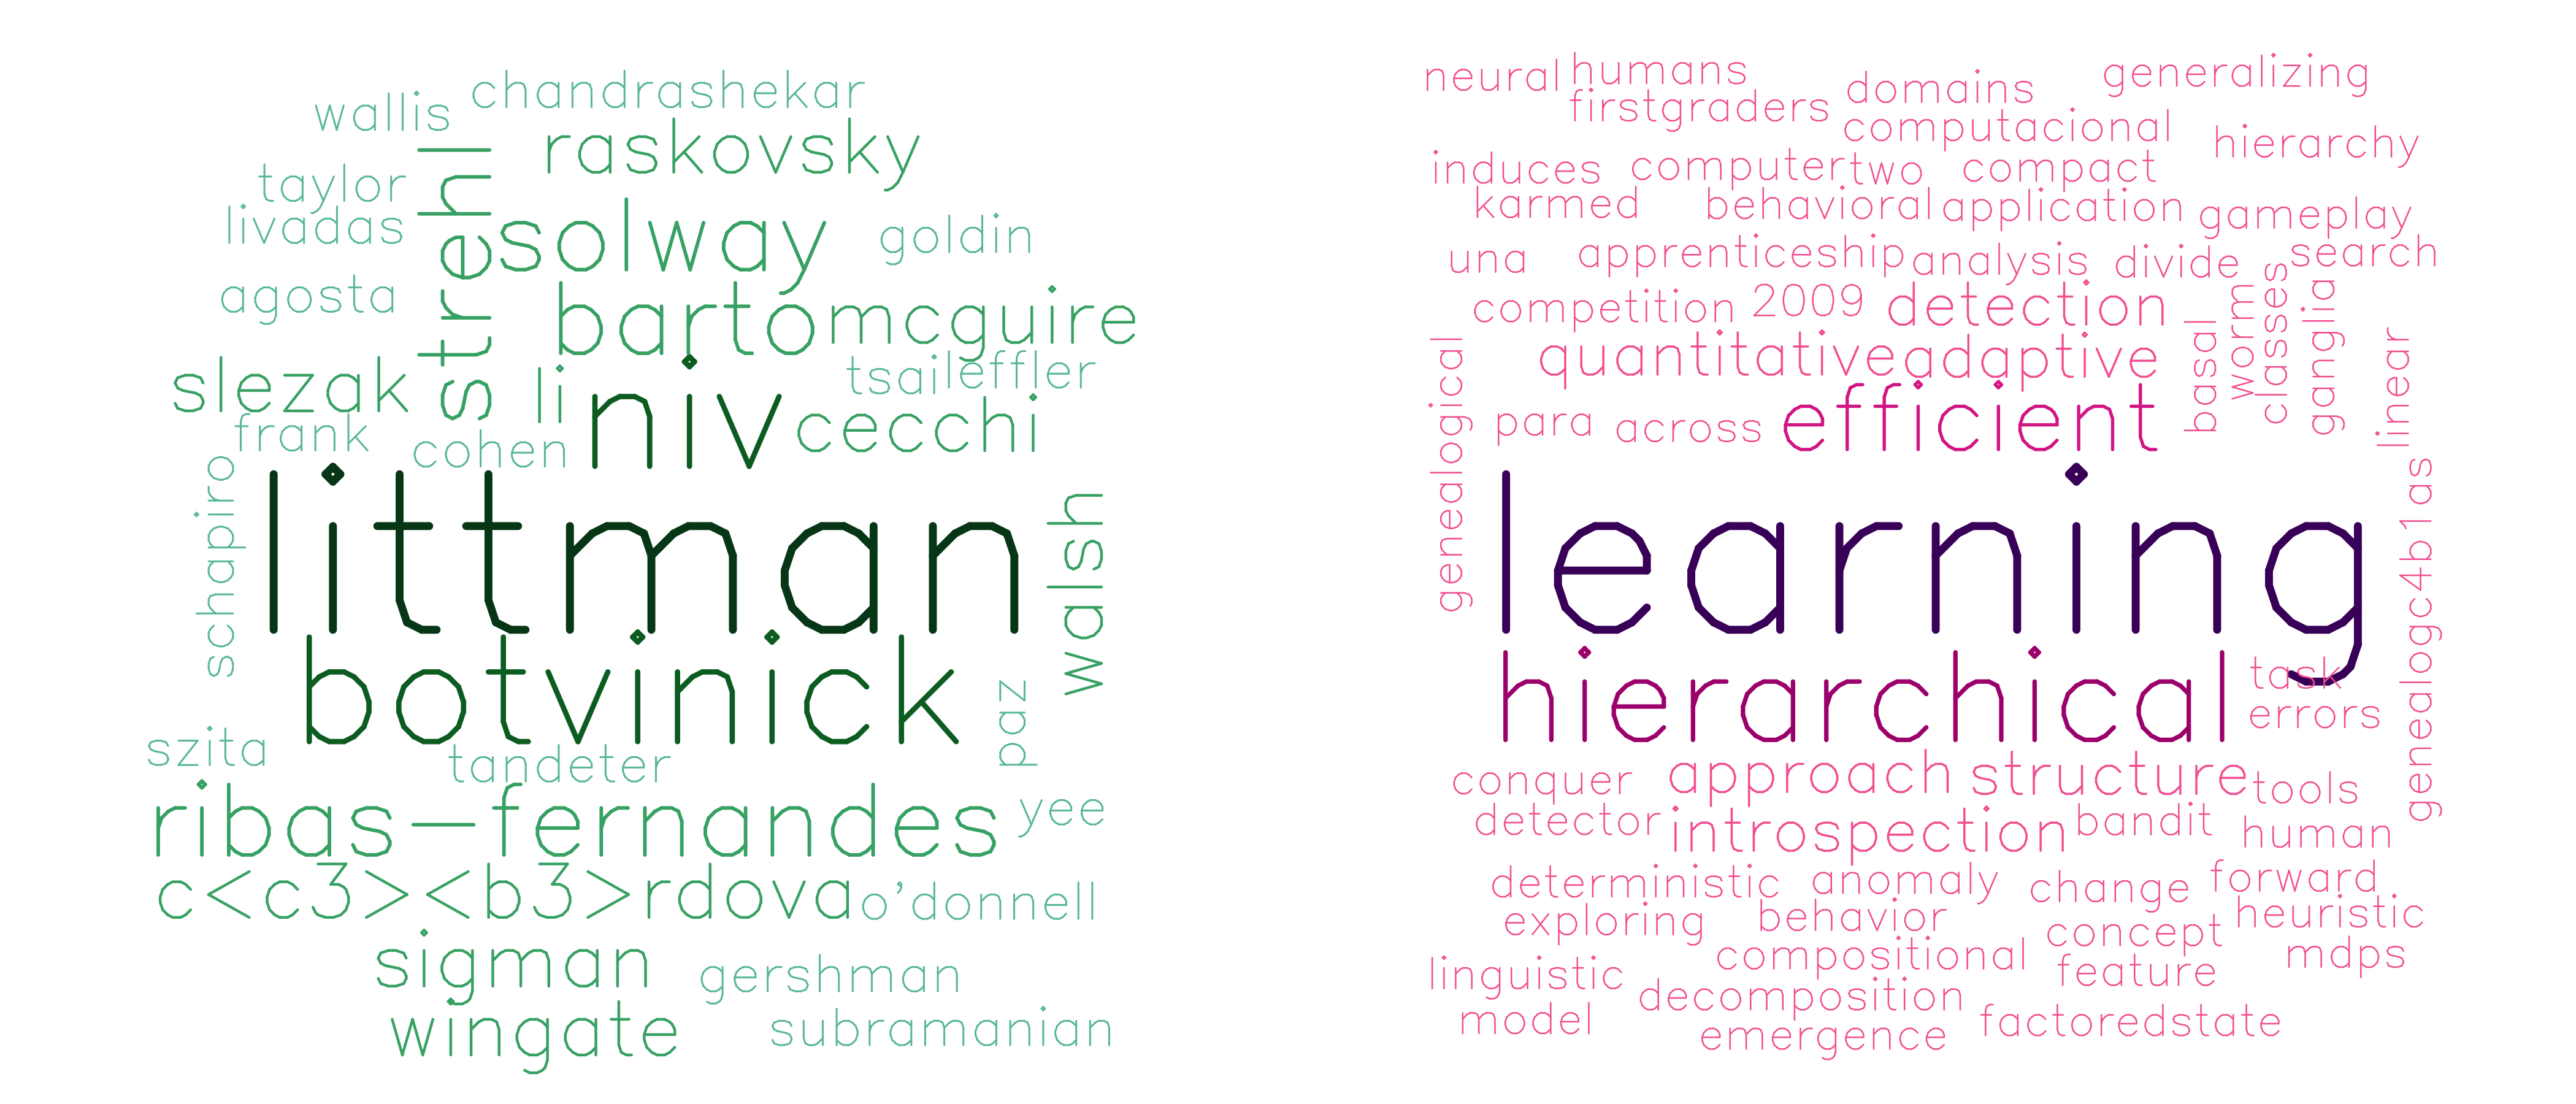 chandrashekar
wallis
raskovsky
taylor
strehl
livadas
solway
goldin
agosta
barto
mcguire
slezak
li
niv
tsai
leffler
frank
cohen
cecchi
schapiro
littman
walsh
botvinick
paz
szita
tandeter
ribas-fernandes
yee
c<c3><b3>rdova
o'donnell
sigman
gershman
wingate
subramanian
neural
humans
firstgraders
domains
generalizing
computacional
hierarchy
induces
computer
two
compact
karmed
behavioral
application
gameplay
una
apprenticeship
analysis
divide
search
competition
2009
detection
basal
worm
classes
ganglia
linear
genealogical
quantitative
adaptive
para
across
efficient
learning
genealogc4b1as
hierarchical
task
errors
conquer
approach
structure
tools
detector
introspection
bandit
human
deterministic
anomaly
change
forward
exploring
behavior
concept
heuristic
linguistic
compositional
feature
mdps
decomposition
model
emergence
factoredstate